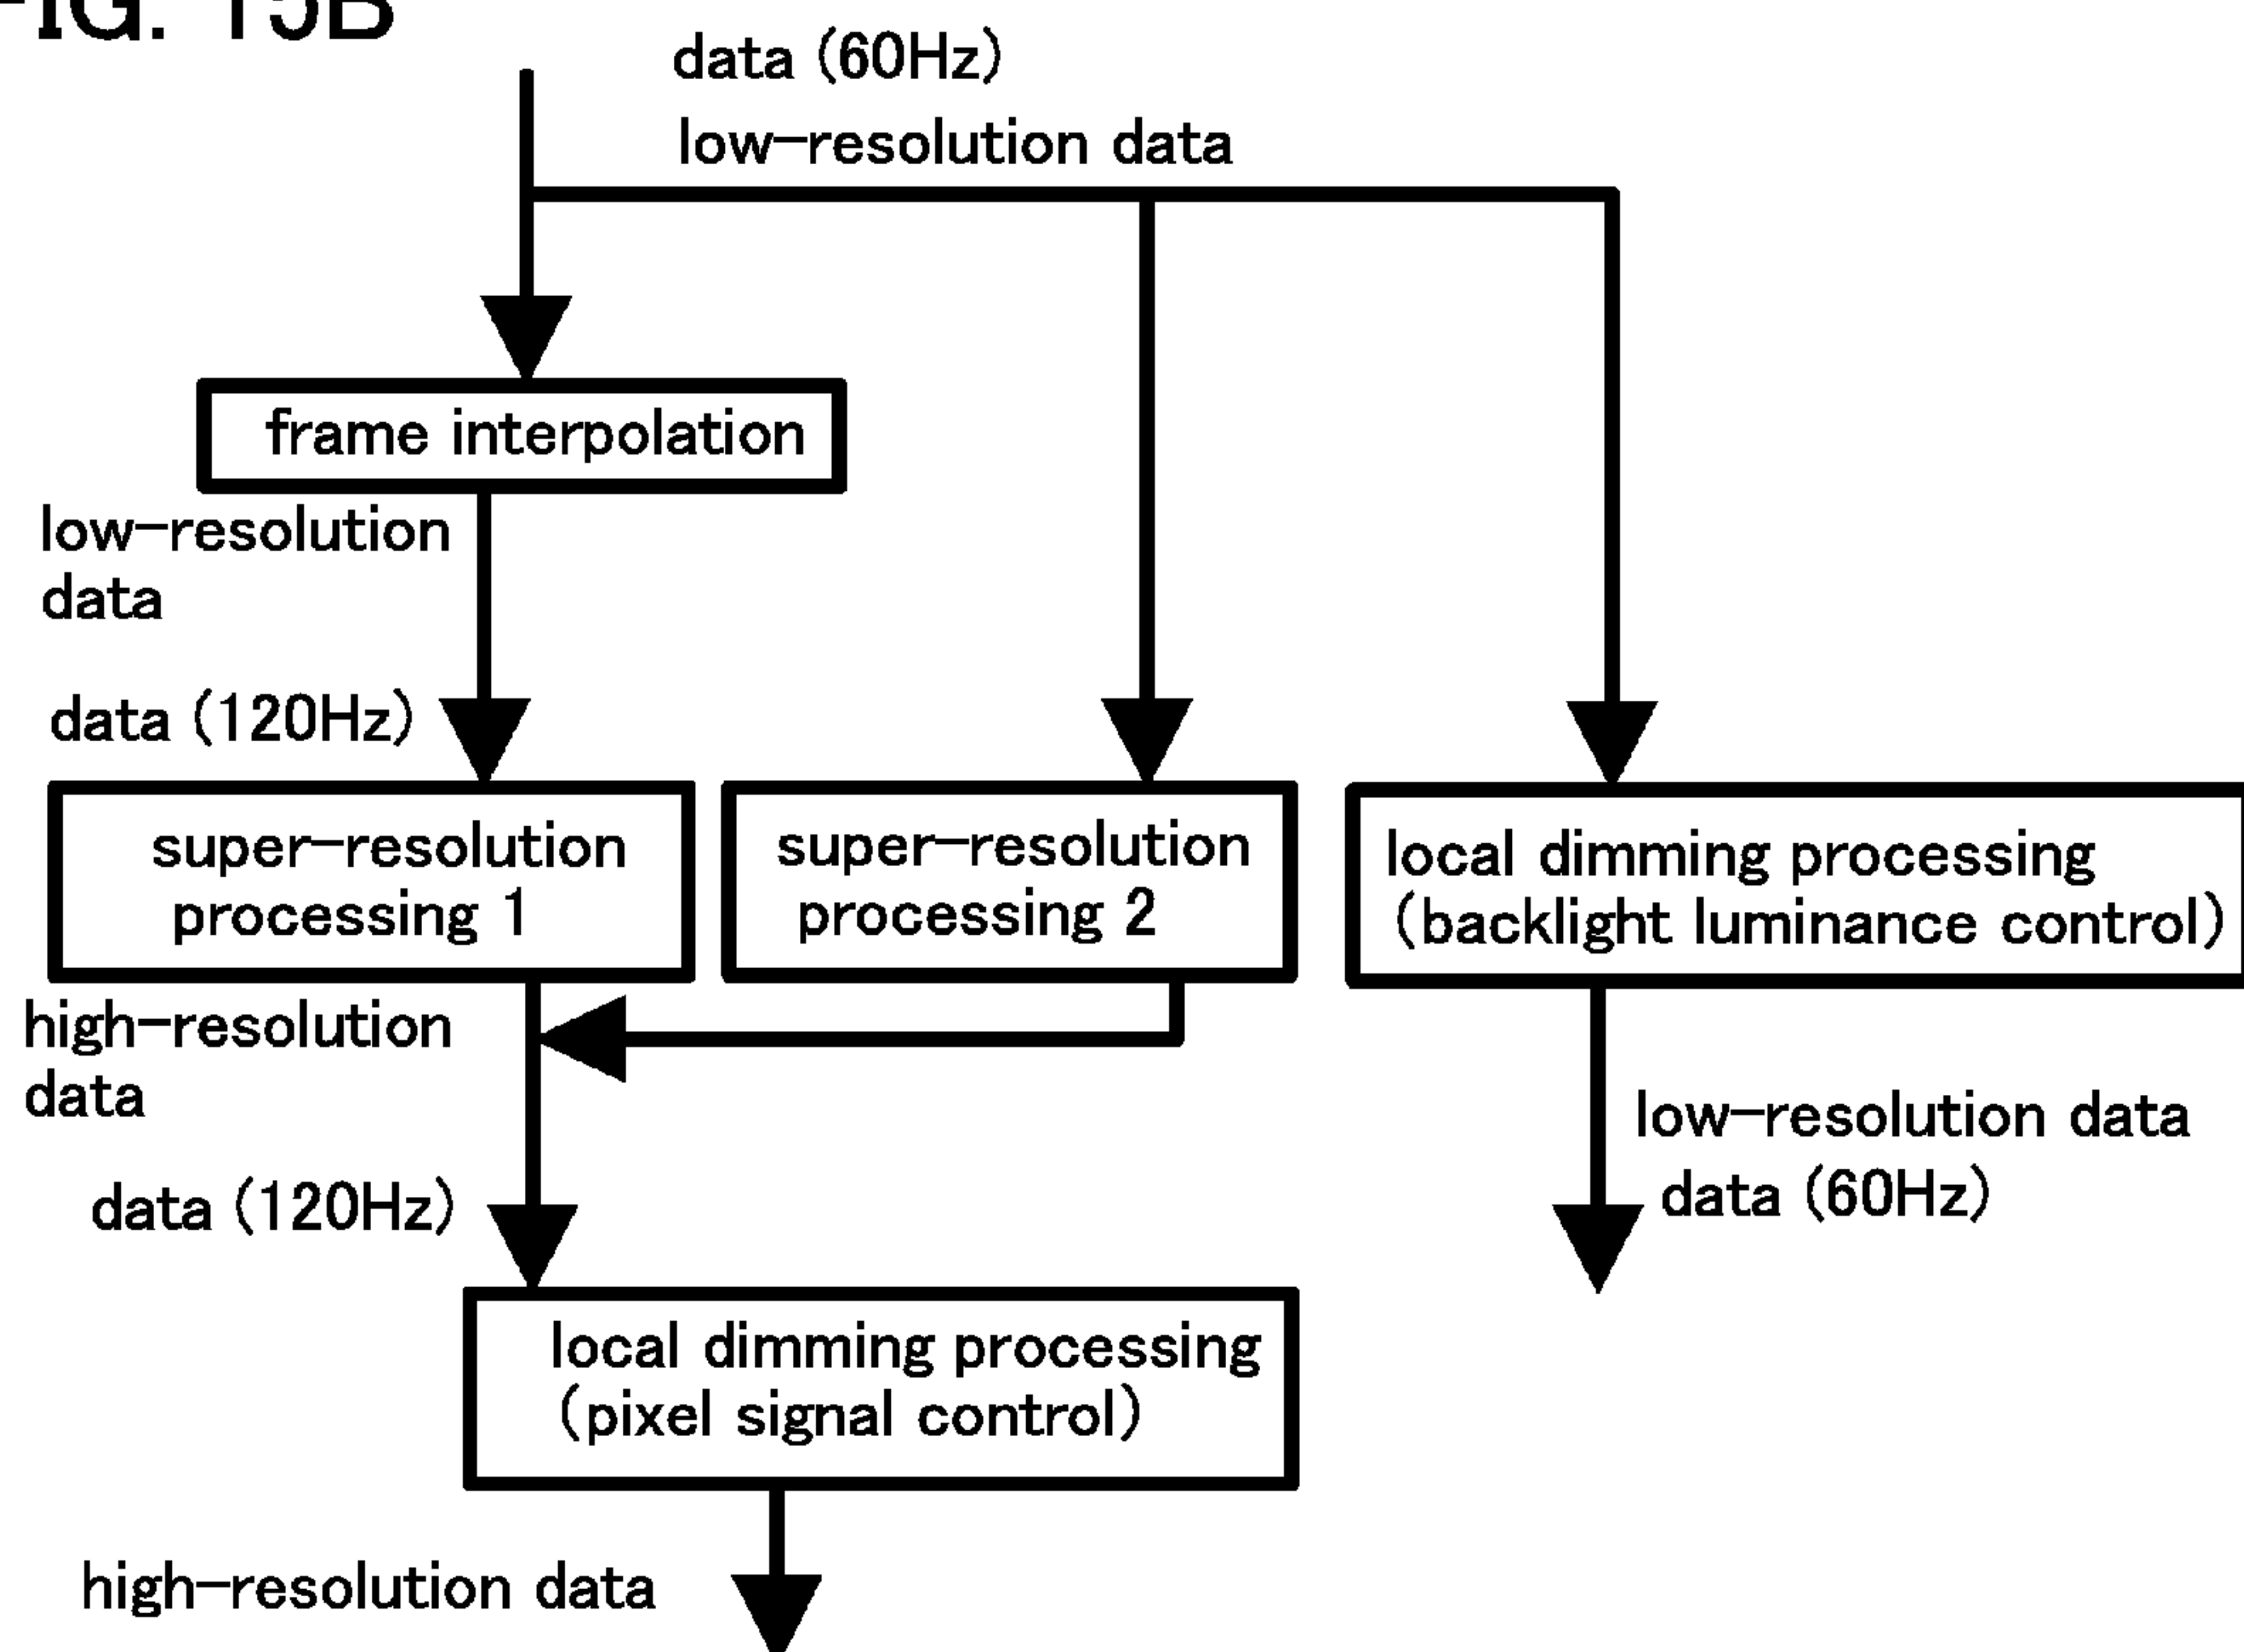 FIG. 15B
data (60Hz)
low-resolution data
frame interpolation
low-resolution
data
data (120Hz)
super-resolution
processing 1
super-resolution
processing 2
local dimming processing
(backlight luminance control)
high-resolution
data
data (120Hz)
low-resolution data
data (60Hz)
local dimming processing
(pixel signal control)
high-resolution data